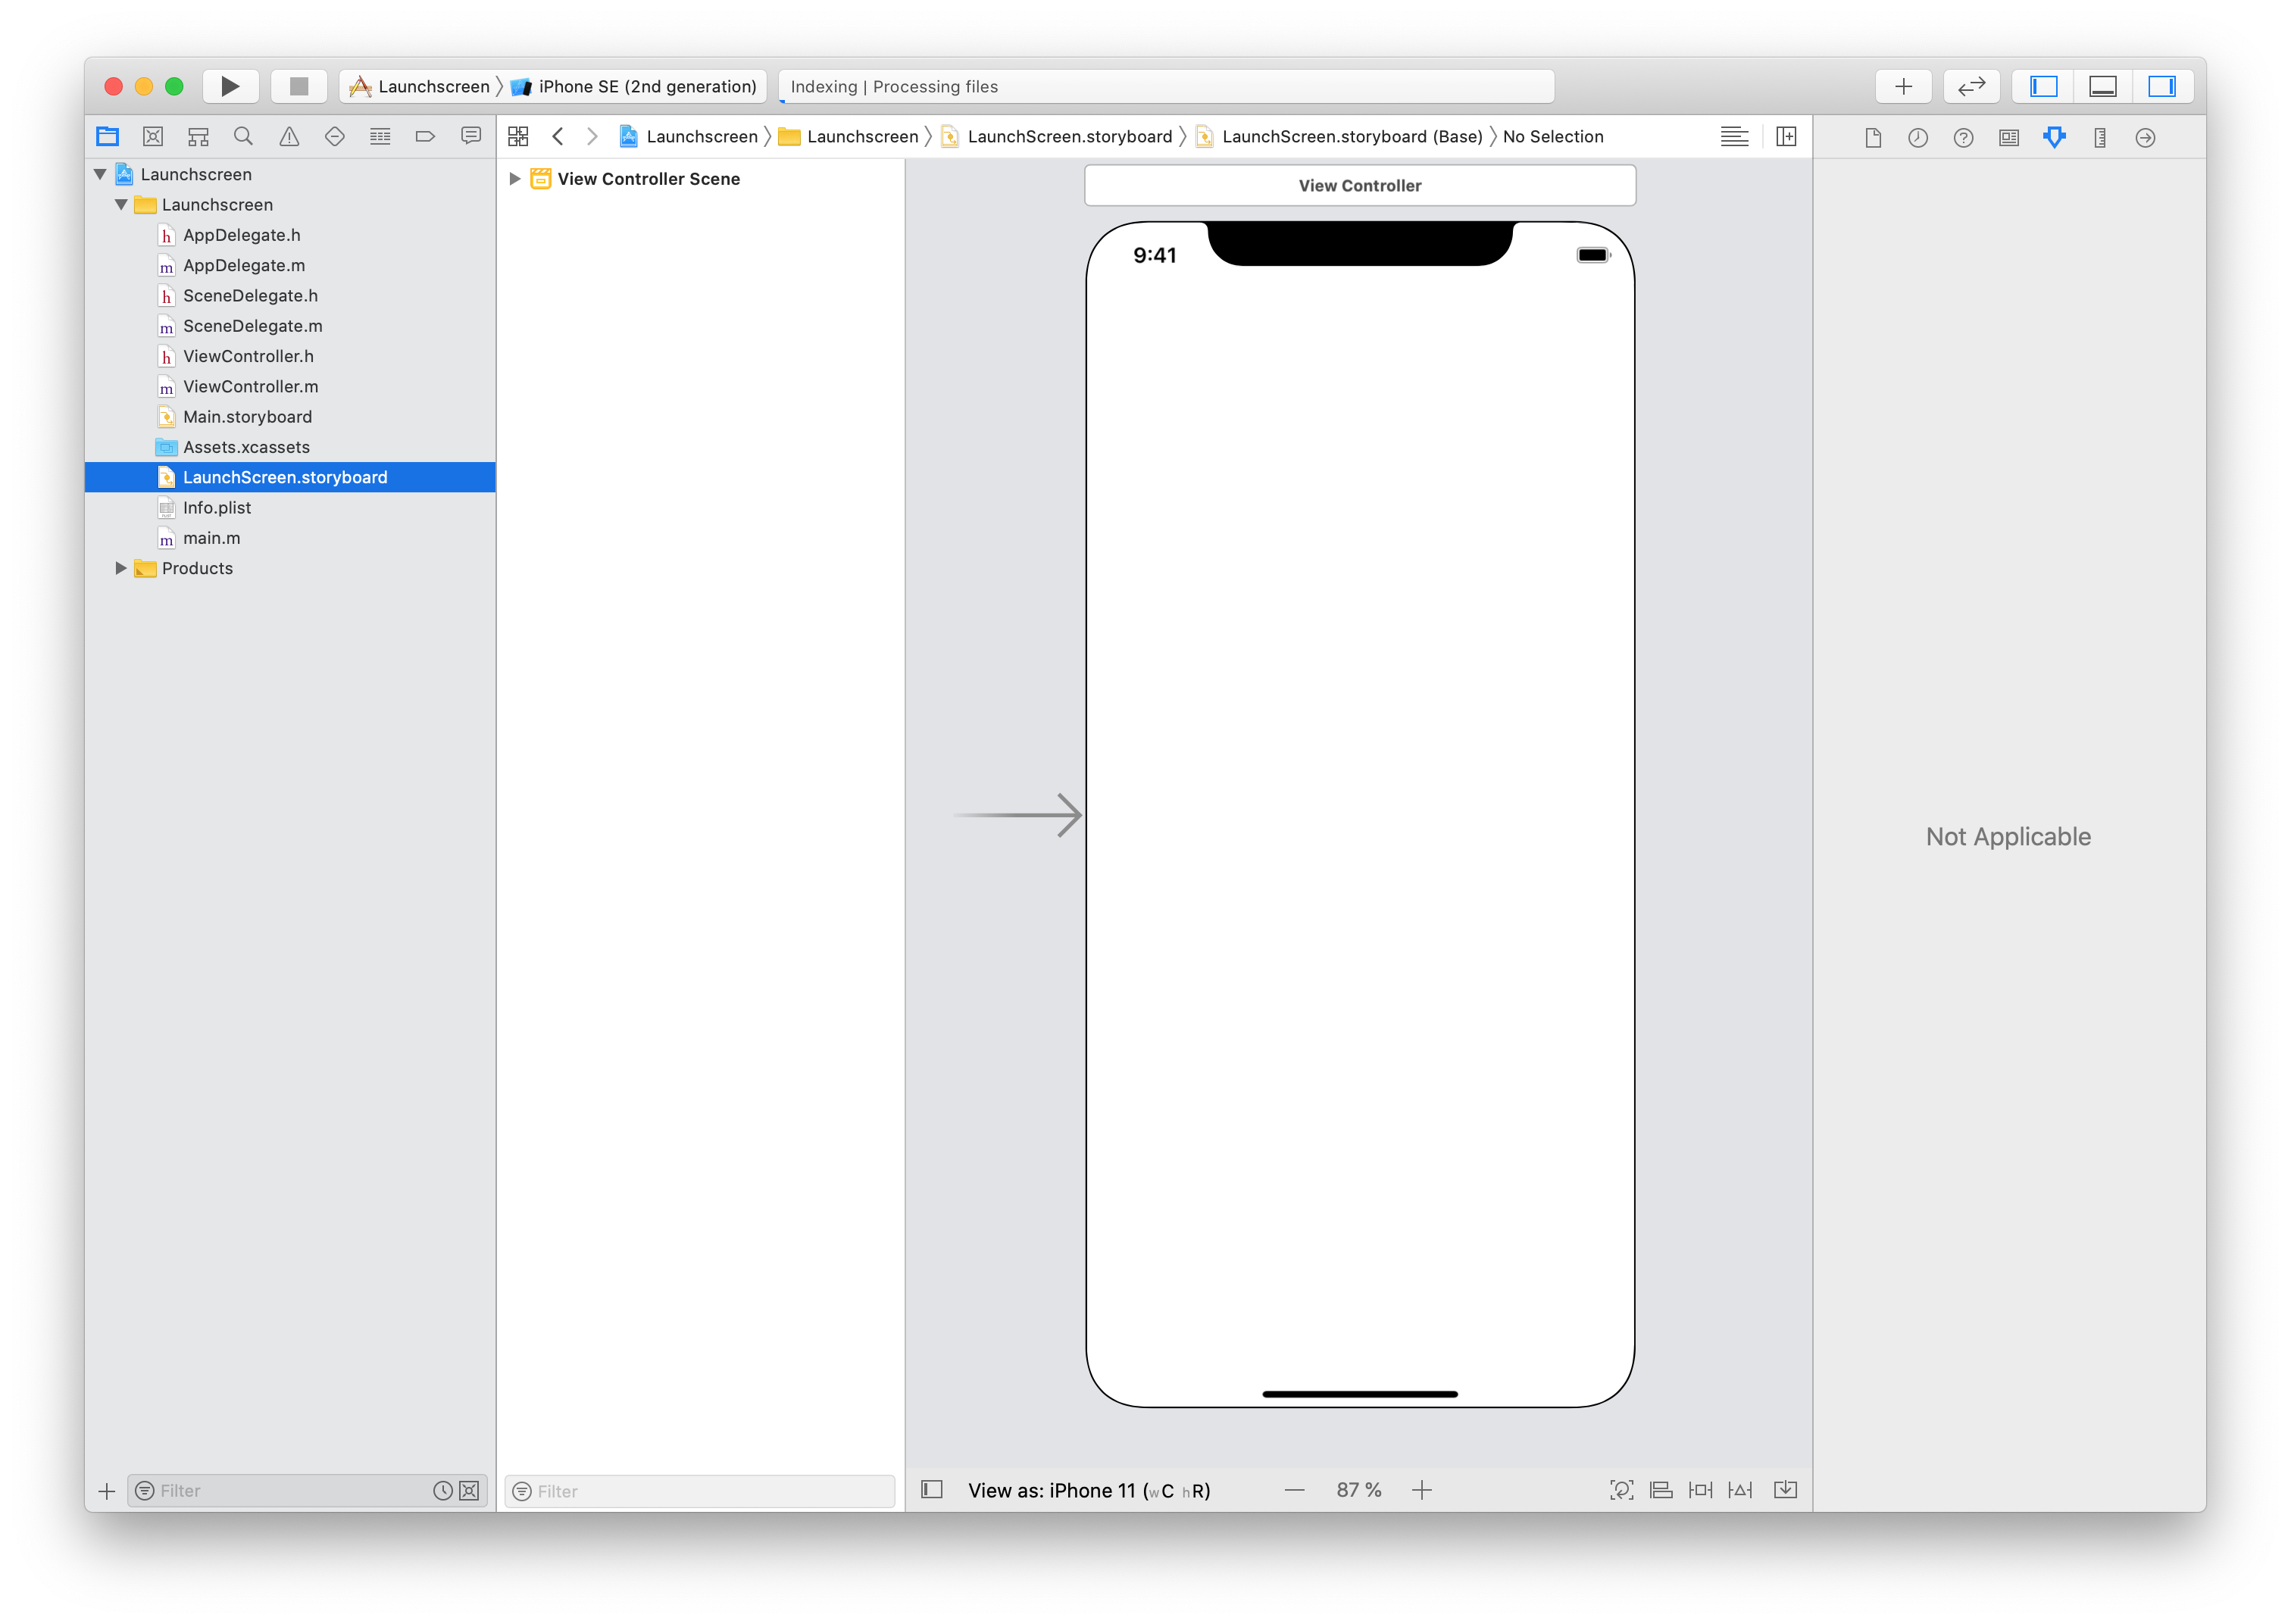 Launchscreen iPhone SE (2nd generation) Indexing | Processing files
Launchscreen Launchscreen LaunchScreen.storyboard LaunchScreen.storyboard (Base) No Selection
Launchscreen
Launchscreen
h AppDelegate.h
m AppDelegate.m
h SceneDelegate.h
m SceneDelegate.m
h ViewController.h
m ViewController.m
Main.storyboard
Assets.xcassets
LaunchScreen.storyboard
Info.plist
m main.m
Products
Filter
View Controller Scene
Filter
View Controller
9:41
View as: iPhone 11 (wC hR) 87 %
Not Applicable